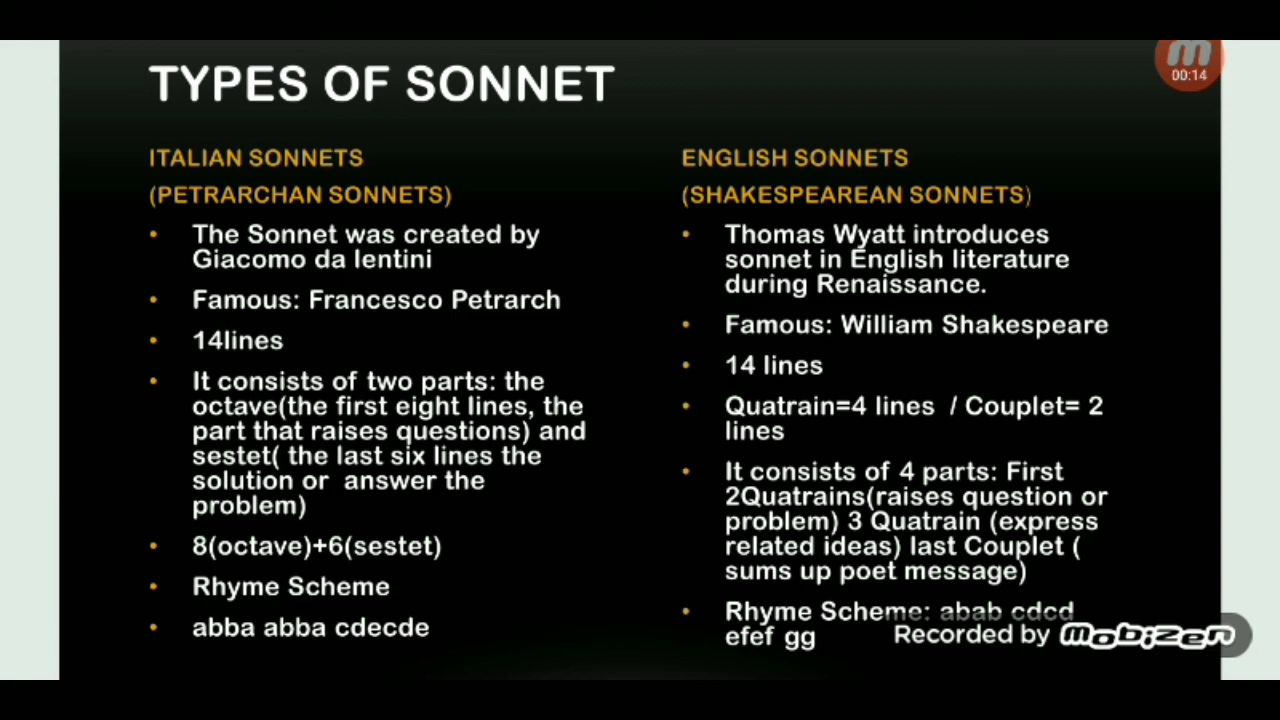 TYPES OF SONNET
00:14
ITALIAN SONNETS
(PETRARCHAN SONNETS)
• The Sonnet was created by
Giacomo da lentini
• Famous: Francesco Petrarch
• 14lines
• It consists of two parts: the
octave(the first eight lines, the
part that raises questions) and
sestet( the last six lines the
solution or answer the
problem)
• 8(octave)+6(sestet)
• Rhyme Scheme
• abba abba cdecde
ENGLISH SONNETS
(SHAKESPEAREAN SONNETS)
• Thomas Wyatt introduces
sonnet in English literature
during Renaissance.
• Famous: William Shakespeare
• 14 lines
• Quatrain=4 lines / Couplet= 2
lines
• It consists of 4 parts: First
2Quatrains(raises question or
problem) 3 Quatrain (express
related ideas) last Couplet (
sums up poet message)
• Rhyme Scheme: abab cdcd
efef gg
Recorded by mobizen